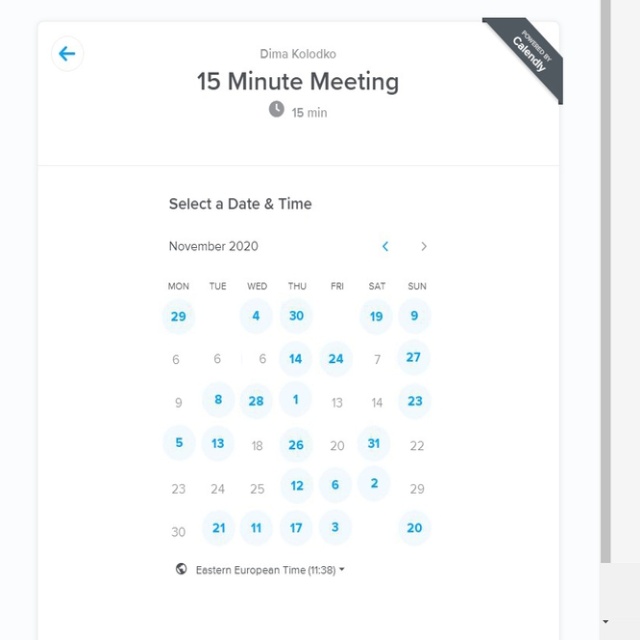 POWERED BY
Calendly
Dima Kolodko
15 Minute Meeting
15 min
Select a Date & Time
November 2020
MON TUE WED THU FRI SAT SUN
29 4 30 19 9
6 6 6 14 24 7 27
9 8 28 1 13 14 23
5 13 18 26 20 31 22
23 24 25 12 6 2 29
30 21 11 17 3 20
Eastern European Time (11:38)